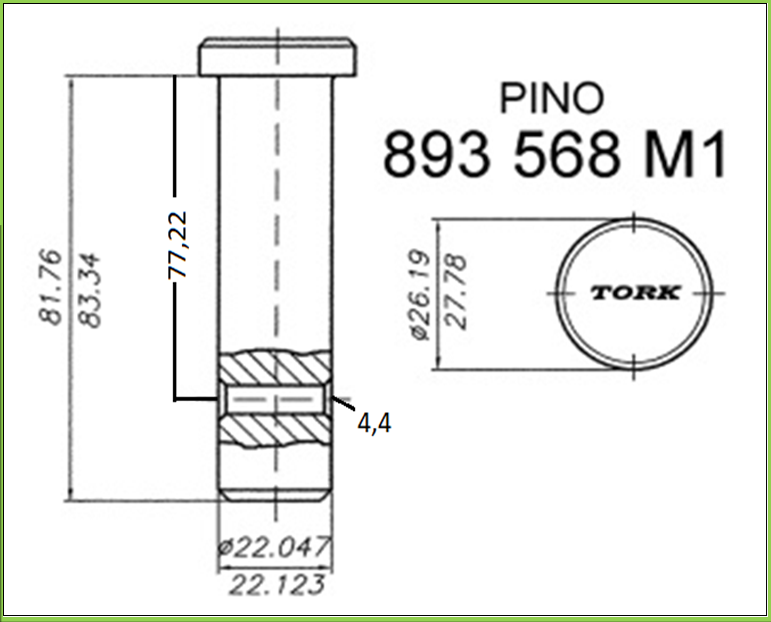 PINO
893 568 M1
77,22
81.76
83.34
ø26.19
27.78
TORK
4,4
ø22.047
22.123